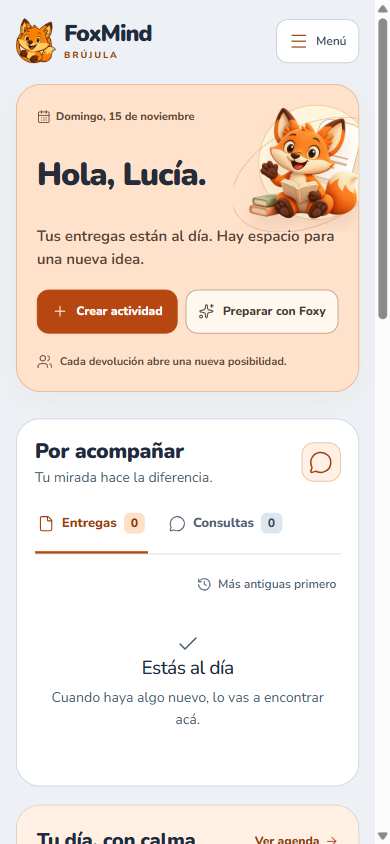 FoxMind
BRÚJULA
Menú
Domingo, 15 de noviembre
Hola, Lucía.
Tus entregas están al día. Hay espacio para
una nueva idea.
Crear actividad
Preparar con Foxy
Cada devolución abre una nueva posibilidad.
Por acompañar
Tu mirada hace la diferencia.
Entregas 0
Consultas 0
Más antiguas primero
Estás al día
Cuando haya algo nuevo, lo vas a encontrar
acá.
Tu día, con calma
Ver agenda